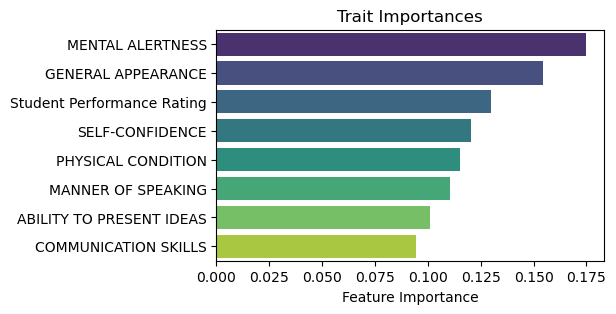 Trait Importances
MENTAL ALERTNESS
GENERAL APPEARANCE
Student Performance Rating
SELF-CONFIDENCE
PHYSICAL CONDITION
MANNER OF SPEAKING
ABILITY TO PRESENT IDEAS
COMMUNICATION SKILLS
0.000 0.025 0.050 0.075 0.100 0.125 0.150 0.175
Feature Importance